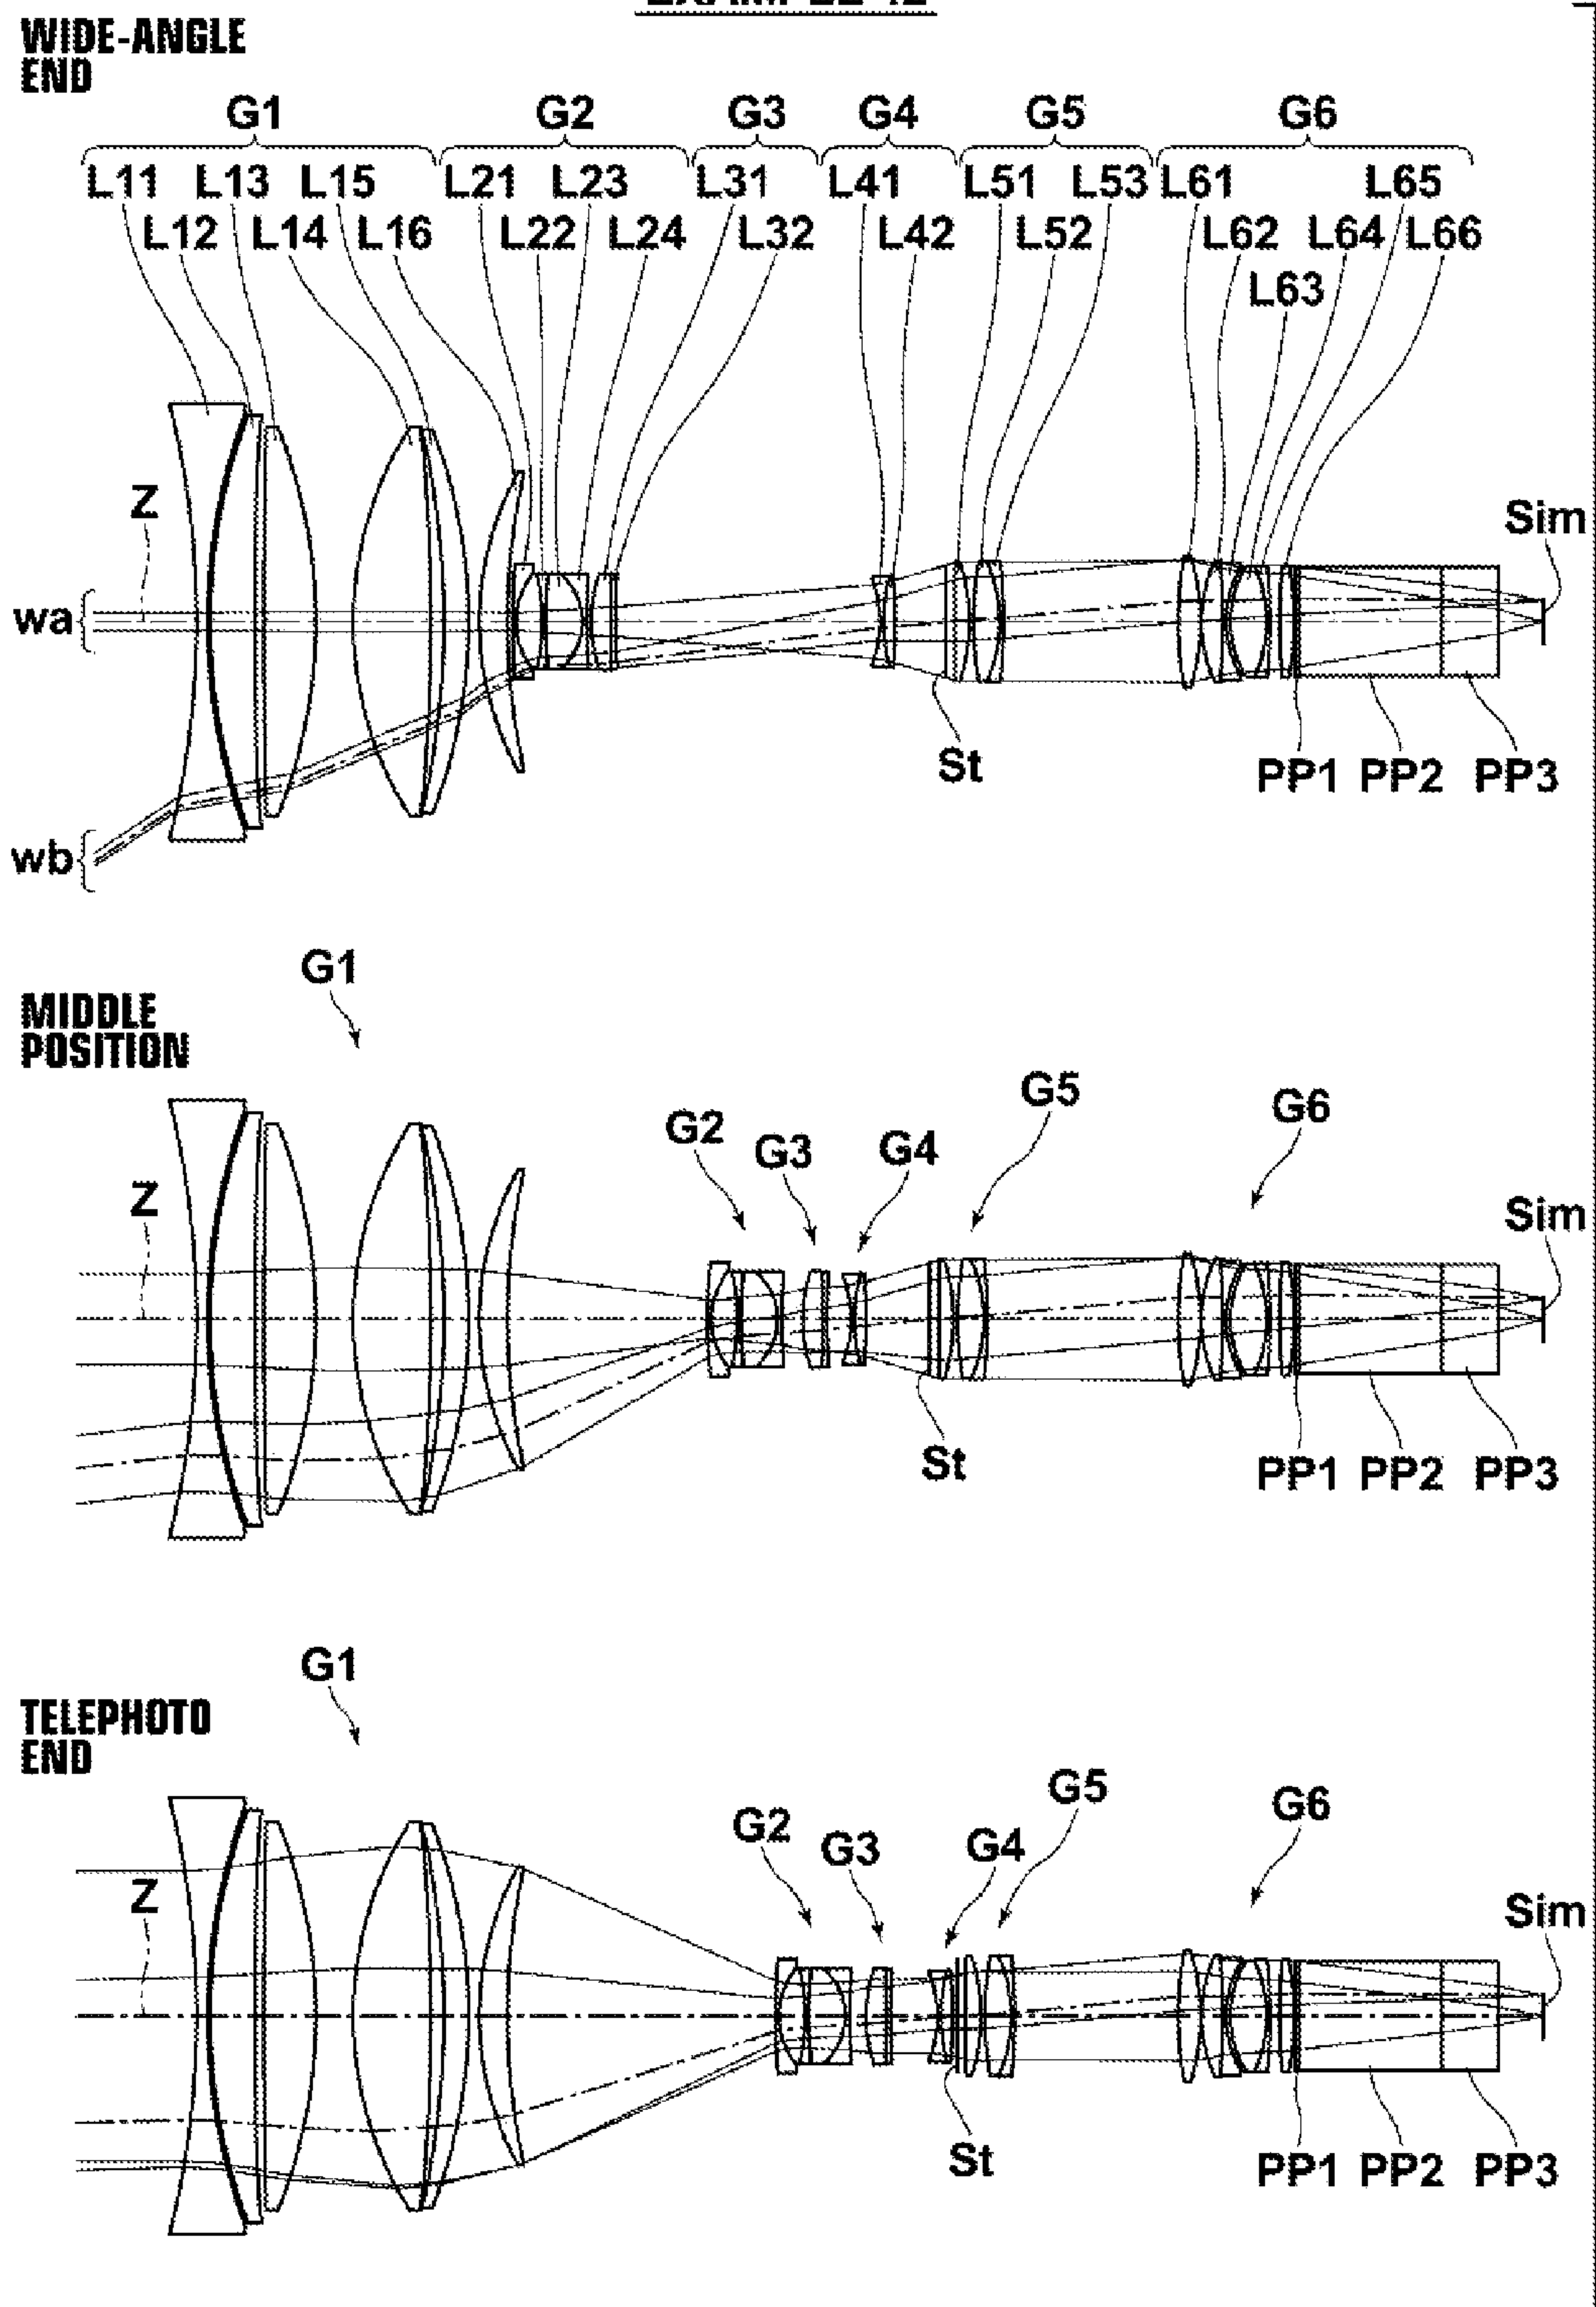 WIDE-ANGLE
END
G1 G2 G3 G4 G5 G6
L11 L13 L15 L21 L23 L31 L41 L51 L53 L61 L65
L12 L14 L16 L22 L24 L32 L42 L52 L62 L64 L66
L63
Z
Sim
wa
St
PP1 PP2 PP3
wb
G1
MIDDLE
POSITION
G5
G2 G3 G4 G6
Z
Sim
St
PP1 PP2 PP3
G1
TELEPHOTO
END
G5
G2 G3 G4 G6
Z
Sim
St
PP1 PP2 PP3